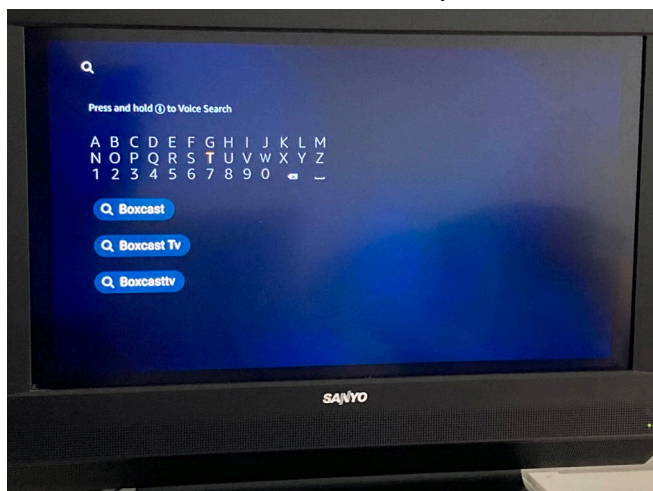 Press and hold to Voice Search
A B C D E F G H I J K L M
N O P Q R S T U V W X Y Z
1 2 3 4 5 6 7 8 9 0
Boxcast
Boxcast Tv
Boxcasttv
SANYO